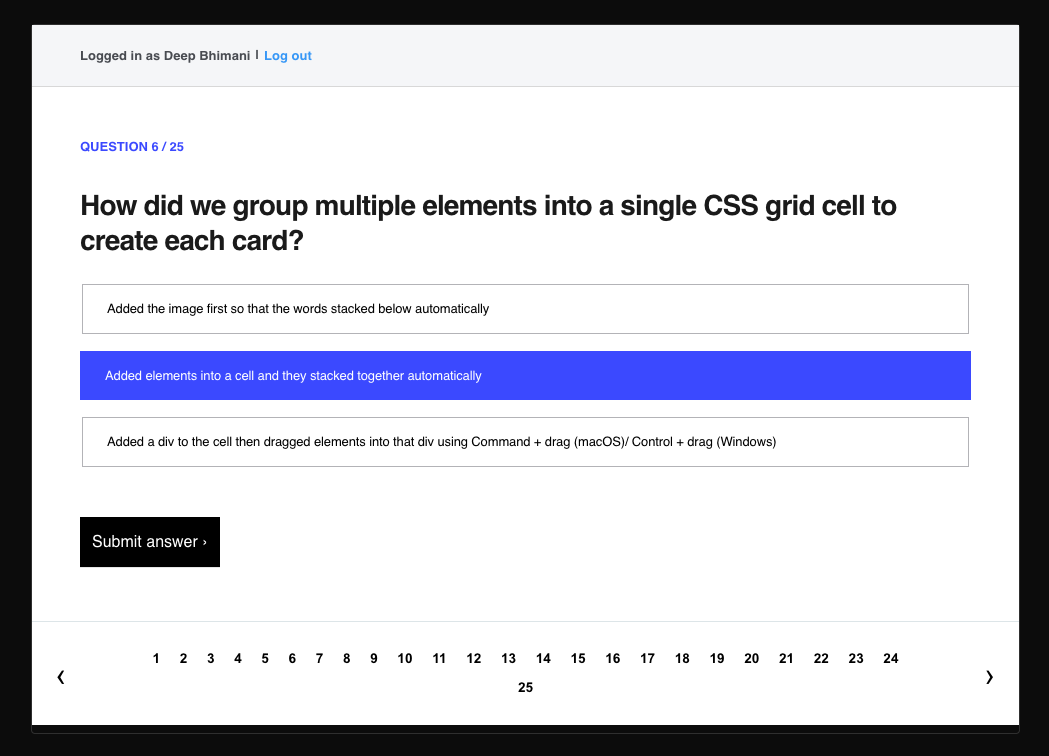 Logged in as Deep Bhimani | Log out
QUESTION 6 / 25
How did we group multiple elements into a single CSS grid cell to
create each card?
Added the image first so that the words stacked below automatically
Added elements into a cell and they stacked together automatically
Added a div to the cell then dragged elements into that div using Command + drag (macOS)/ Control + drag (Windows)
Submit answer ›
1 2 3 4 5 6 7 8 9 10 11 12 13 14 15 16 17 18 19 20 21 22 23 24
‹ ›
25